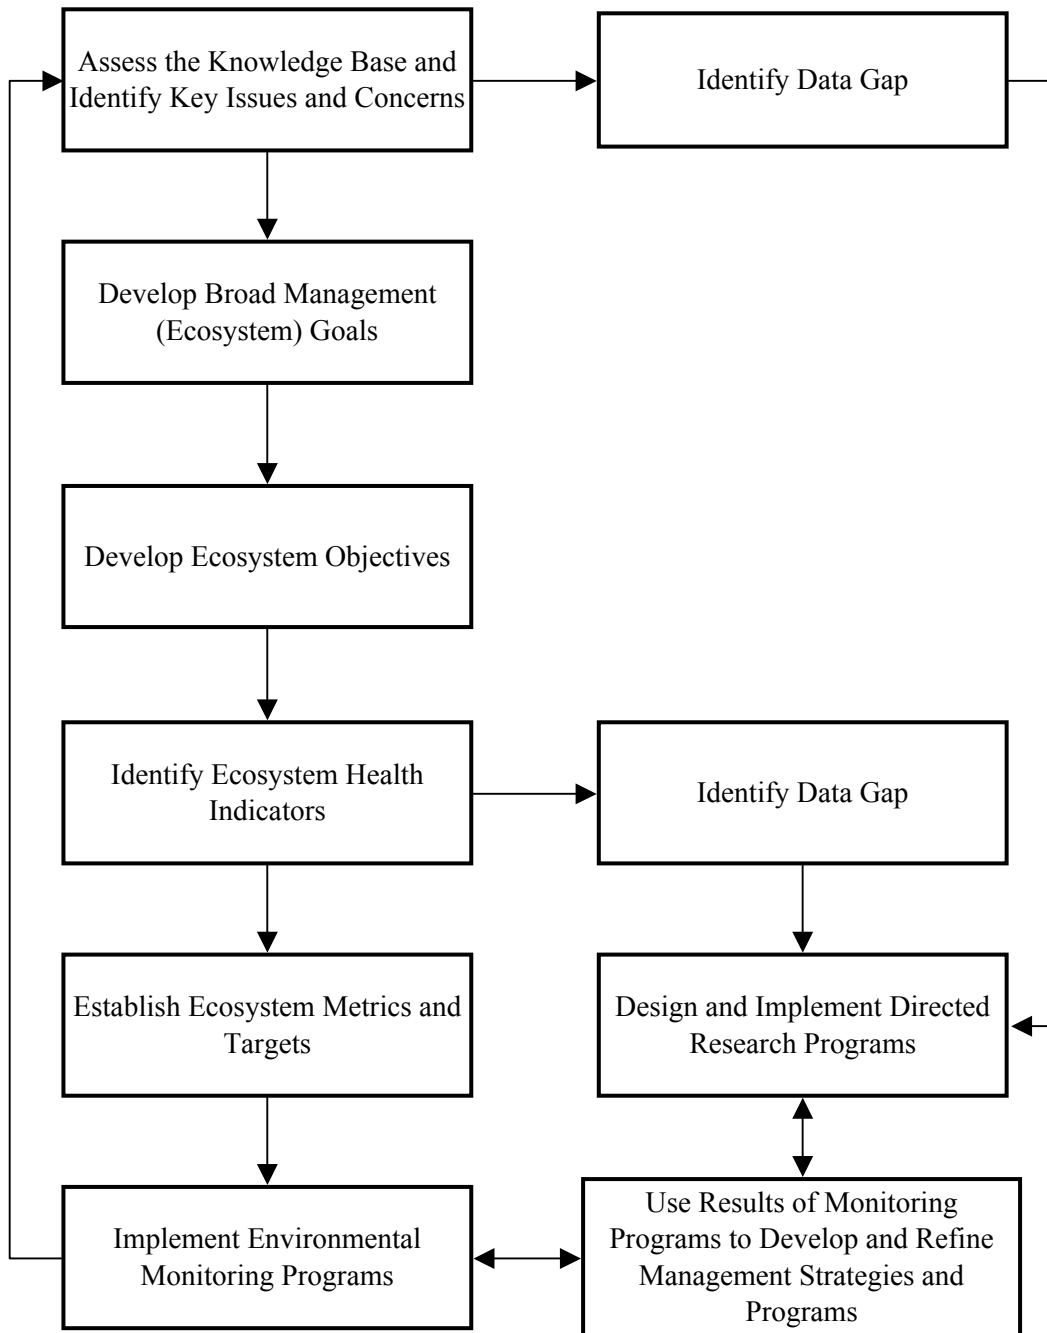 Assess the Knowledge Base and
Identify Key Issues and Concerns
Identify Data Gap
Develop Broad Management
(Ecosystem) Goals
Develop Ecosystem Objectives
Identify Ecosystem Health
Indicators
Identify Data Gap
Establish Ecosystem Metrics and
Targets
Design and Implement Directed
Research Programs
Implement Environmental
Monitoring Programs
Use Results of Monitoring
Programs to Develop and Refine
Management Strategies and
Programs